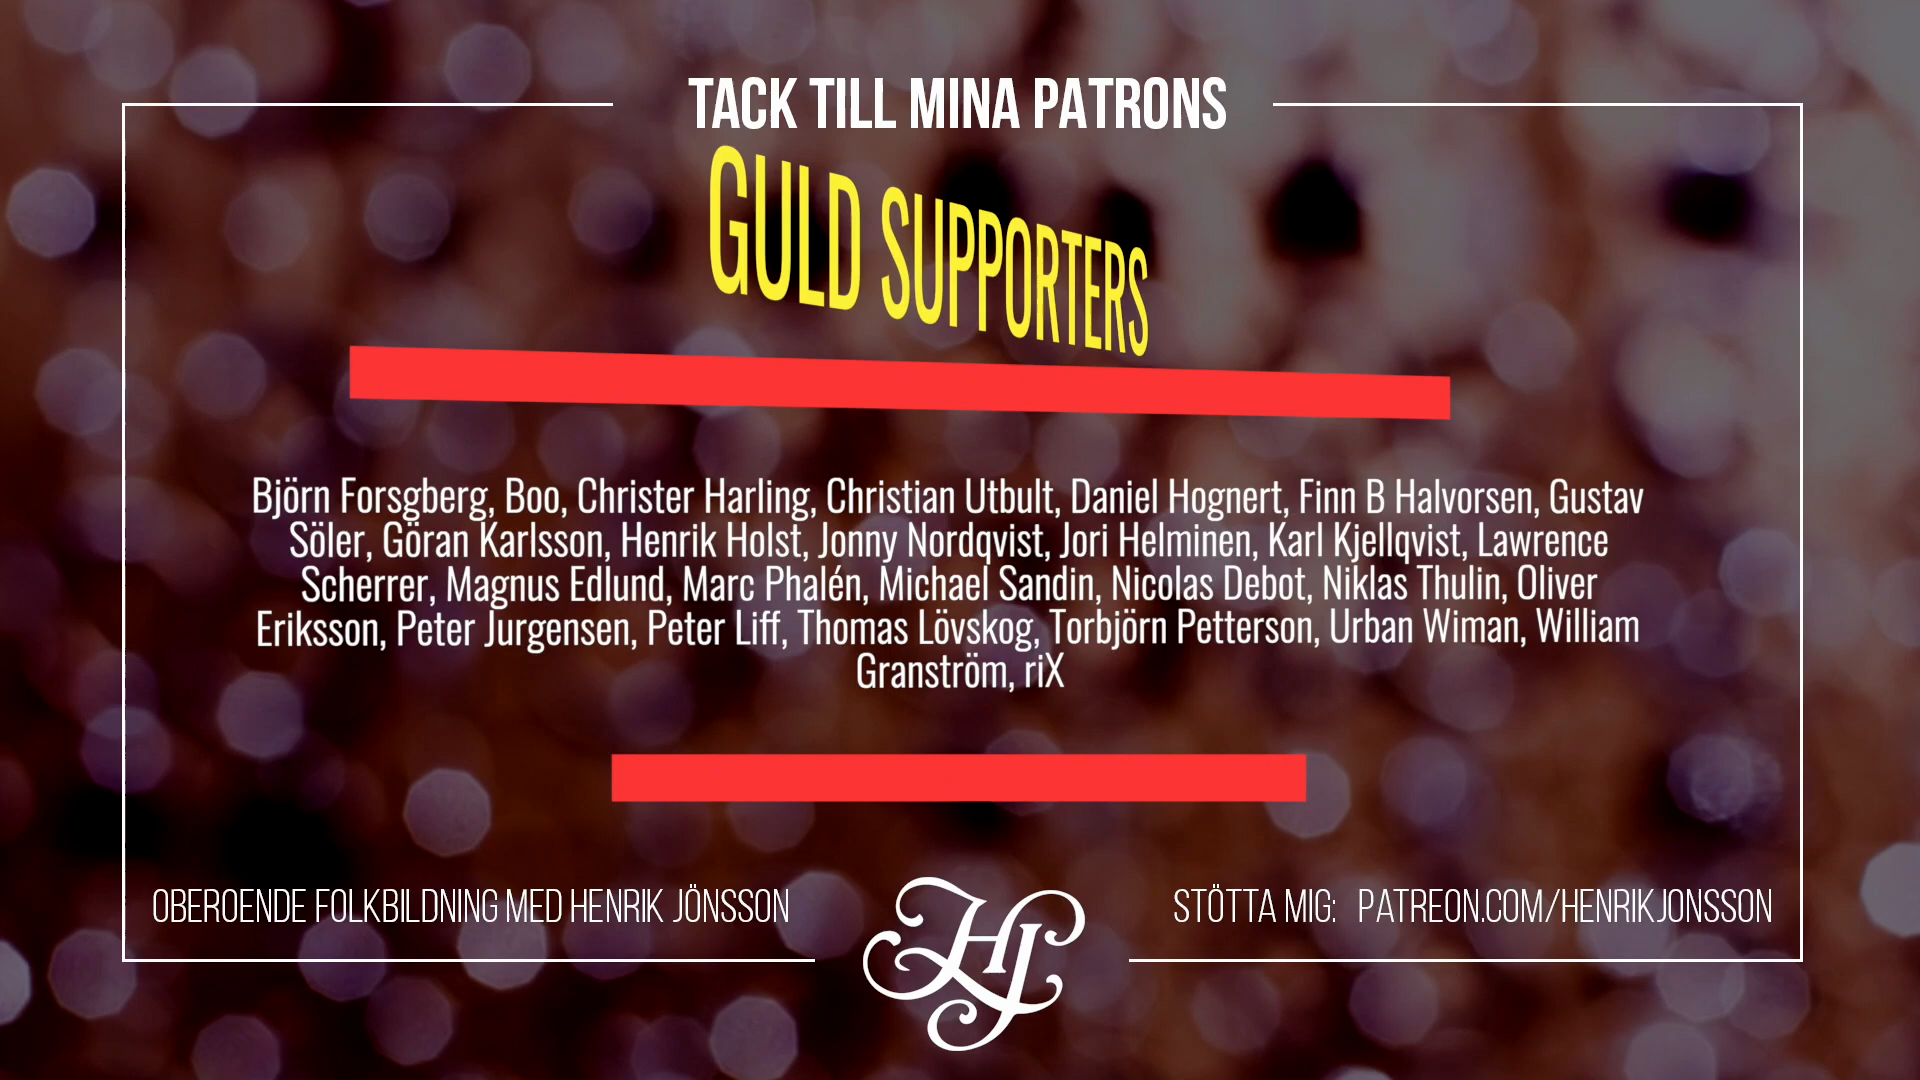 TACK TILL MINA PATRONS
GULD SUPPORTERS
Björn Forsgberg, Boo, Christer Harling, Christian Utbult, Daniel Hognert, Finn B Halvorsen, Gustav
Söler, Göran Karlsson, Henrik Holst, Jonny Nordqvist, Jori Helminen, Karl Kjellqvist, Lawrence
Scherrer, Magnus Edlund, Marc Phalén, Michael Sandin, Nicolas Debot, Niklas Thulin, Oliver
Eriksson, Peter Jurgensen, Peter Liff, Thomas Lövskog, Torbjörn Petterson, Urban Wiman, William
Granström, riX
OBEROENDE FOLKBILDNING MED HENRIK JÖNSSON
HJ
STÖTTA MIG: PATREON.COM/HENRIKJONSSON